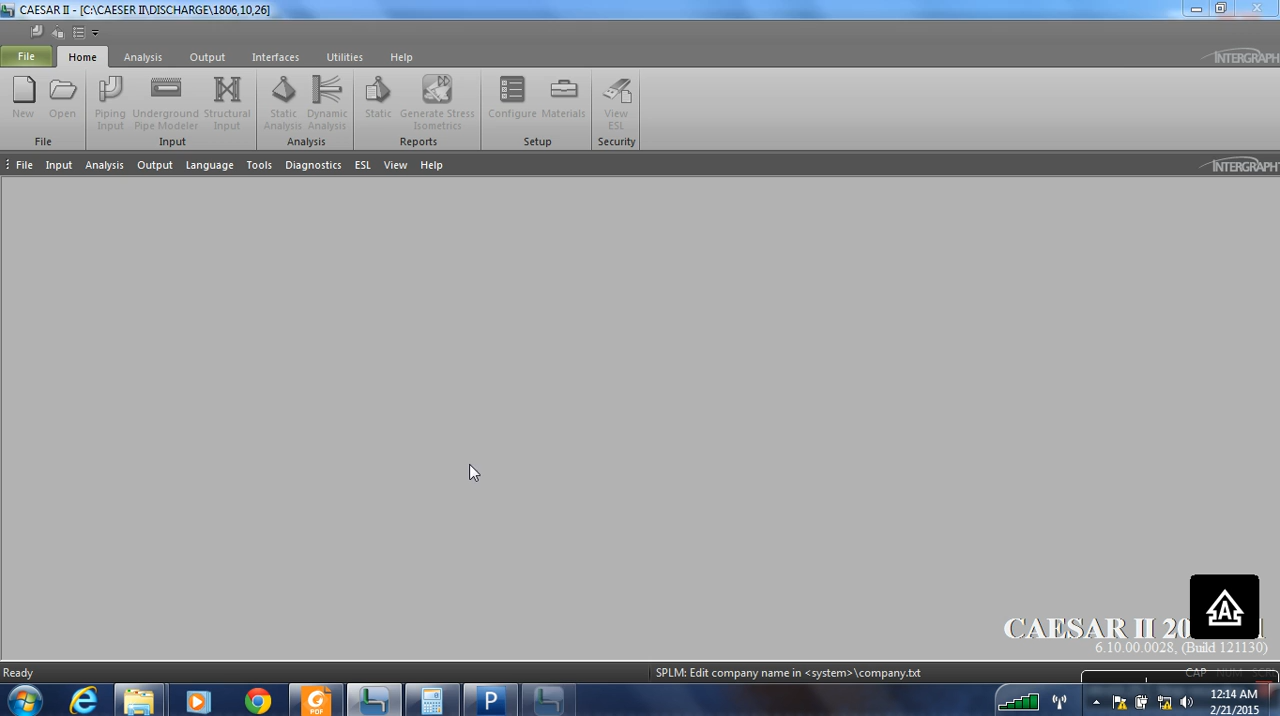 CAESAR II - [C:\CAESER II\DISCHARGE\1806,10,26]
File Home Analysis Output Interfaces Utilities Help INTERGRAPH
New Open Piping Input Underground Pipe Modeler Structural Input Static Analysis Dynamic Analysis Static Generate Stress Isometrics Configure Materials View ESL
File Input Analysis Reports Setup Security
File Input Analysis Output Language Tools Diagnostics ESL View Help INTERGRAPH
A
CAESAR II
6.10.00.0028, (Build 121130)
Ready SPLM: Edit company name in <system>\company.txt CAP NUM
PDF P 12:14 AM
2/21/2015